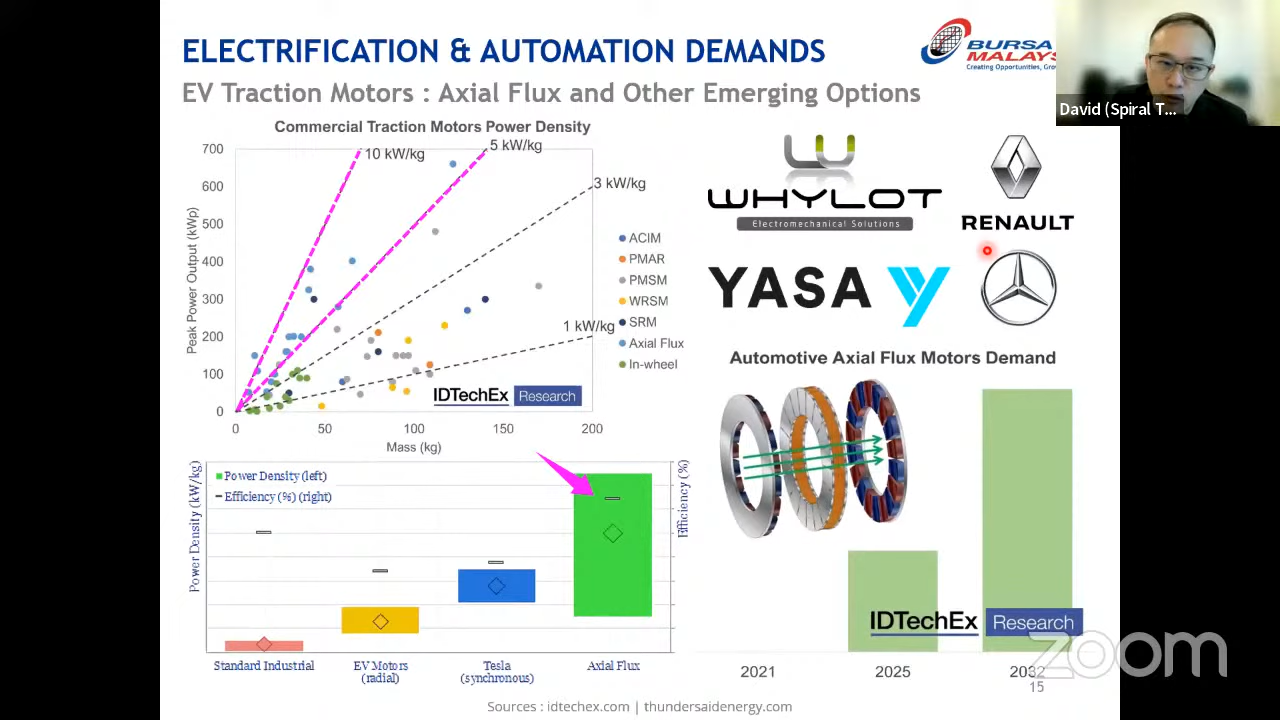 ELECTRIFICATION & AUTOMATION DEMANDS
BURSA
MALAYS
Creating Opportunities, Grow
David (Spiral T...
EV Traction Motors : Axial Flux and Other Emerging Options
Commercial Traction Motors Power Density
Peak Power Output (kWp)
700
600
500
400
300
200
100
0
0
50
100
150
200
Mass (kg)
10 kW/kg
5 kW/kg
3 kW/kg
1 kW/kg
ACIM
PMAR
PMSM
WRSM
SRM
Axial Flux
In-wheel
IDTechEx Research
WHYLOT
Electromechanical Solutions
RENAULT
YASA
Power Density (kW/kg)
Power Density (left)
Efficiency (%) (right)
Efficiency (%)
Standard Industrial
EV Motors
(radial)
Tesla
(synchronous)
Axial Flux
Automotive Axial Flux Motors Demand
IDTechEx Research
2021
2025
2032
zoom
15
Sources : idtechex.com | thundersaidenergy.com